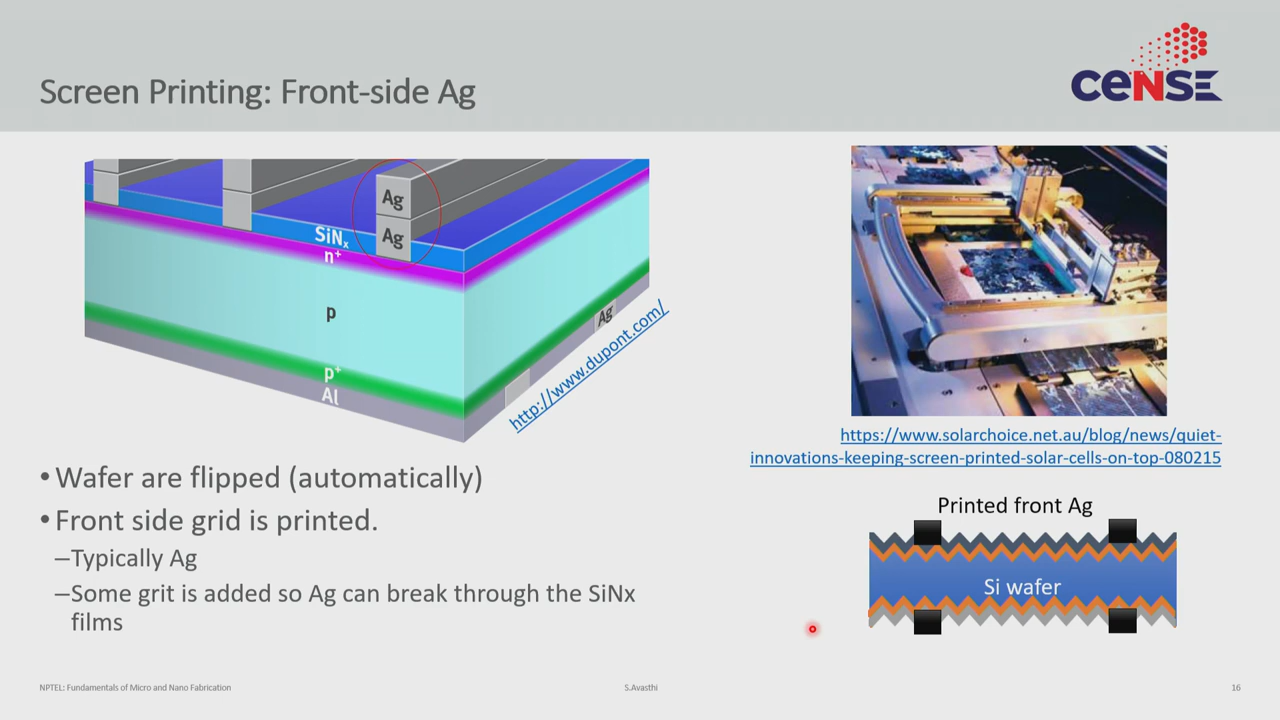 Screen Printing: Front-side Ag
CeNSE
Ag
Ag
SiNx
n+
p
p+
Al
Ag
http://www.dupont.com/
https://www.solarchoice.net.au/blog/news/quiet-
innovations-keeping-screen-printed-solar-cells-on-top-080215
• Wafer are flipped (automatically)
• Front side grid is printed.
–Typically Ag
–Some grit is added so Ag can break through the SiNx
films
Printed front Ag
Si wafer
NPTEL: Fundamentals of Micro and Nano Fabrication
S.Avasthi
16